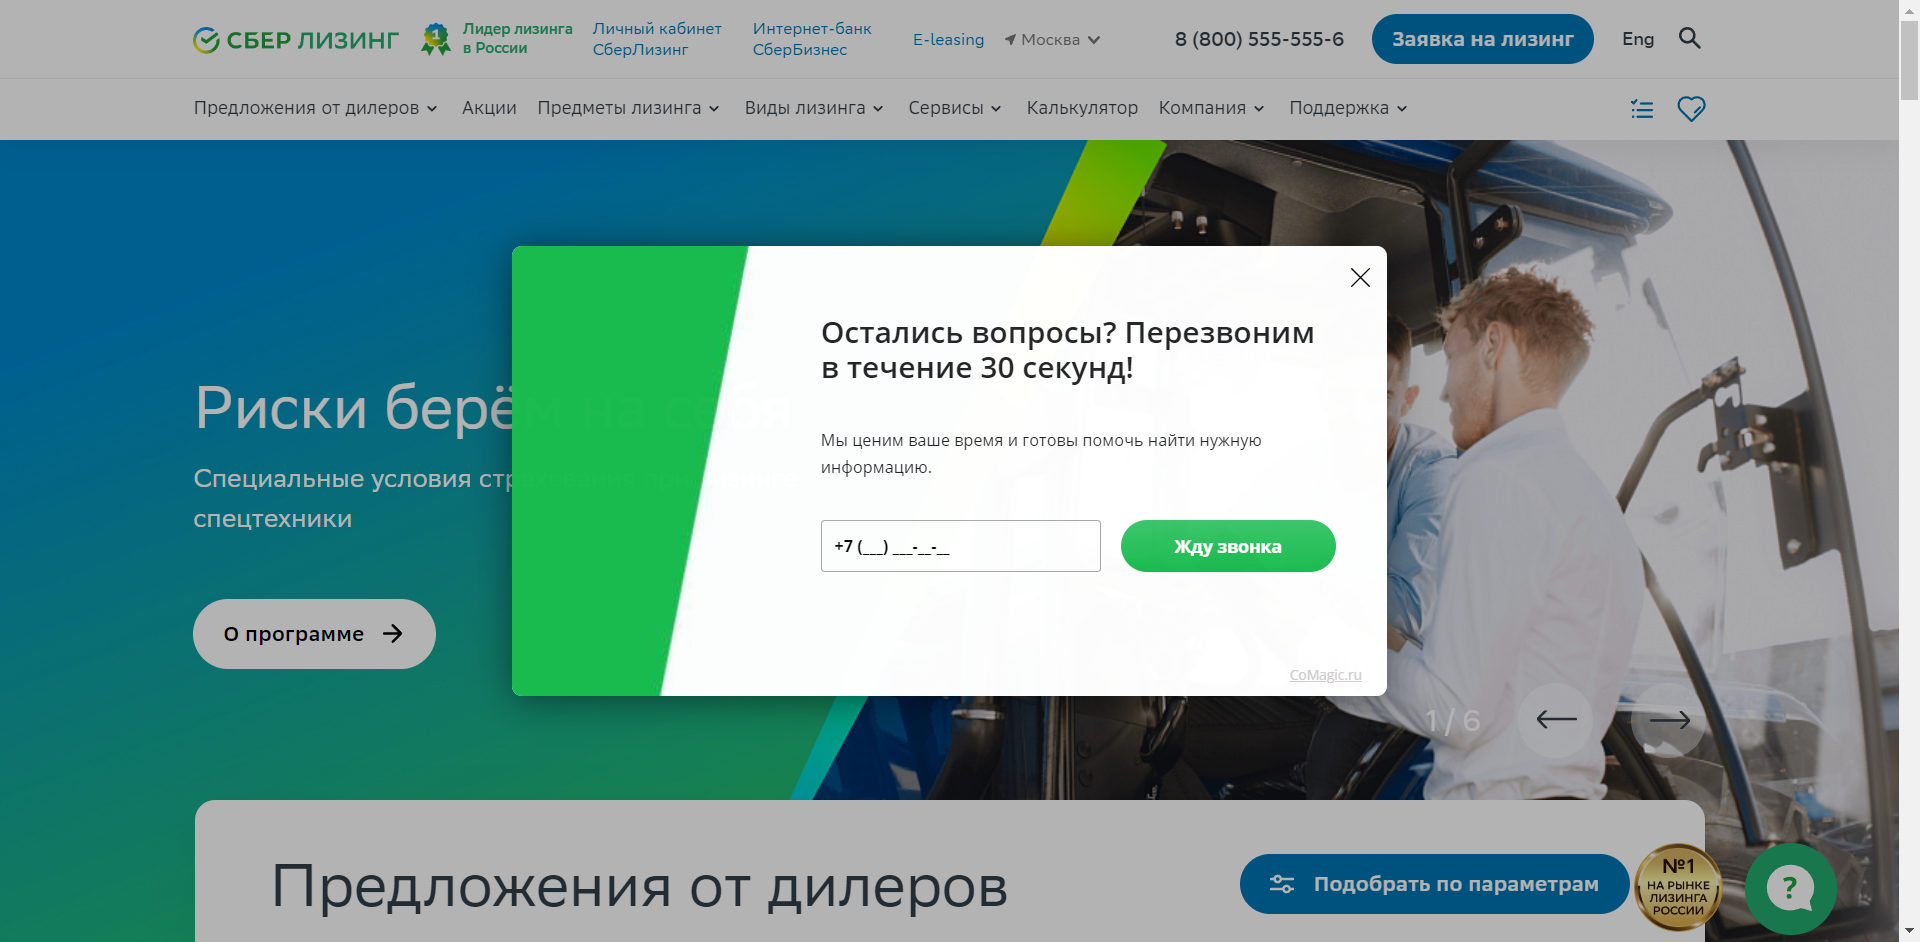 СБЕР ЛИЗИНГ
1
Лидер лизинга
в России
Личный кабинет
СберЛизинг
Интернет-банк
СберБизнес
E-leasing
Москва
8 (800) 555-555-6
Заявка на лизинг
Eng
Предложения от дилеров
Акции
Предметы лизинга
Виды лизинга
Сервисы
Калькулятор
Компания
Поддержка
Остались вопросы? Перезвоним
в течение 30 секунд!
Мы ценим ваше время и готовы помочь найти нужную
информацию.
+7 (___) ___-__-__
Жду звонка
CoMagic.ru
Риски берём на себя
Специальные условия страхования при лизинге
спецтехники
О программе
1 / 6
Предложения от дилеров
Подобрать по параметрам
№1
НА РЫНКЕ
ЛИЗИНГА
РОССИИ
?